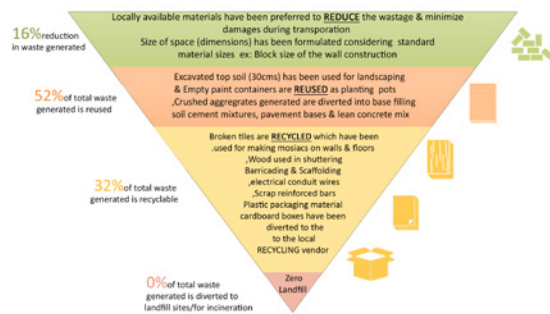 Locally available materials have been preferred to REDUCE the wastage & minimize
damages during transporation
Size of space (dimensions) has been formulated considering standard
material sizes ex: Block size of the wall construction
16% reduction
in waste generated
Excavated top soil (30cms) has been used for landscaping
& Empty paint containers are REUSED as planting pots
,Crushed aggregrates generated are diverted into base filling
soil cement mixtures, pavement bases & lean concrete mix
52% of total waste
generated is reused
Broken tiles are RECYCLED which have been
.used for making mosiacs on walls & floors
,Wood used in shuttering
Barricading & Scaffolding
,electrical conduit wires
,Scrap reinforced bars
Plastic packaging material
cardboard boxes have been
diverted to the
to the local
RECYCLING vendor
32% of total waste
generated is recyclable
Zero
Landfill
0% of total waste
generated is diverted to
landfill sites/for incineration